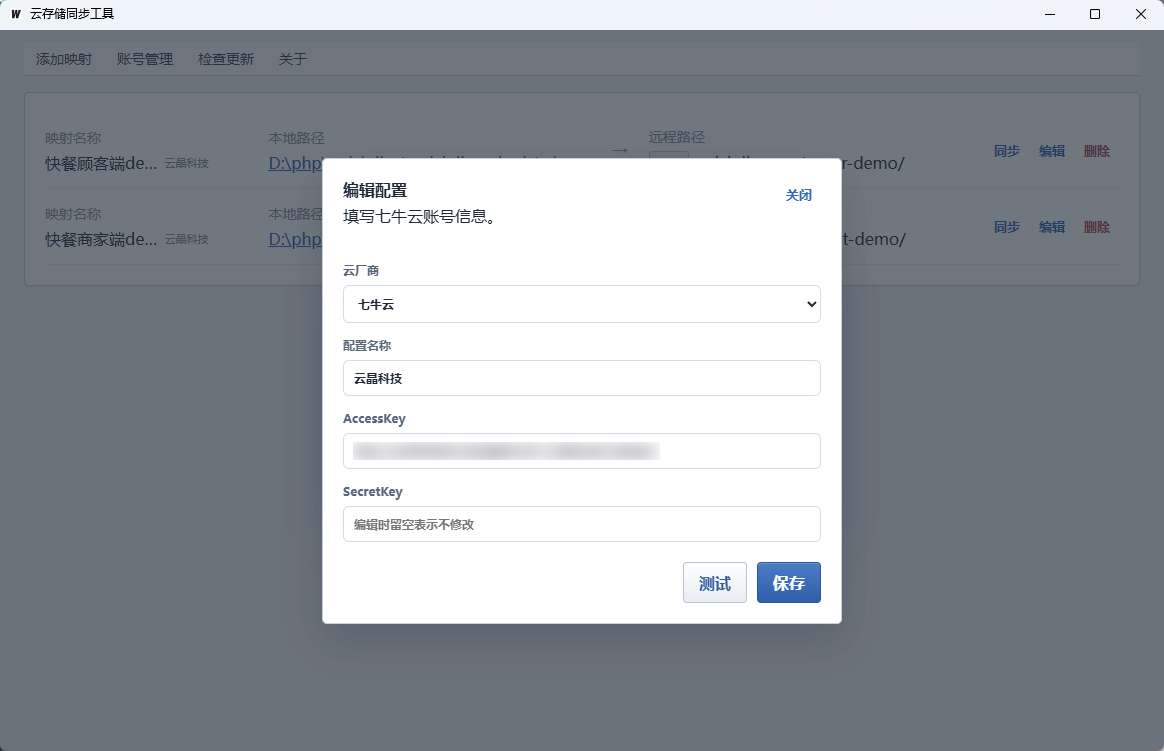 W 云存储同步工具
添加映射 账号管理 检查更新 关于
映射名称 本地路径 → 远程路径
快餐顾客端de... 云晶科技 D:\php r-demo/ 同步 编辑 删除
映射名称 本地路径
快餐商家端de... 云晶科技 D:\php t-demo/ 同步 编辑 删除
编辑配置
关闭
填写七牛云账号信息。
云厂商
七牛云
配置名称
云晶科技
AccessKey
SecretKey
编辑时留空表示不修改
测试 保存